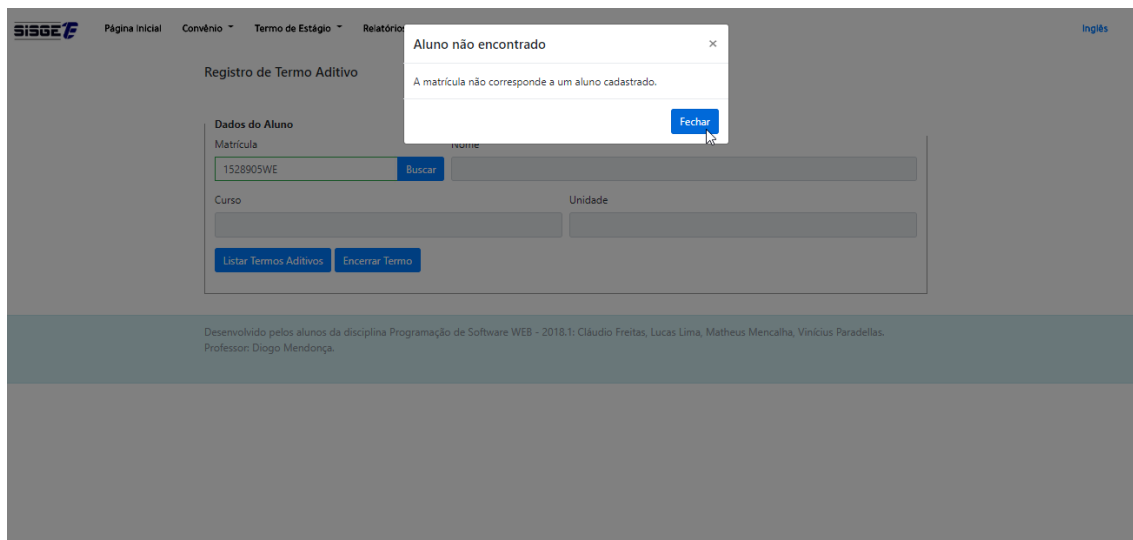 SISGEE
Página Inicial Convênio Termo de Estágio Relatórios Inglês
Aluno não encontrado ×
A matrícula não corresponde a um aluno cadastrado.
Fechar
Registro de Termo Aditivo
Dados do Aluno
Matrícula Nome
1528905WE Buscar
Curso Unidade
Listar Termos Aditivos Encerrar Termo
Desenvolvido pelos alunos da disciplina Programação de Software WEB - 2018.1: Cláudio Freitas, Lucas Lima, Matheus Mencalha, Vinícius Paradellas.
Professor: Diogo Mendonça.